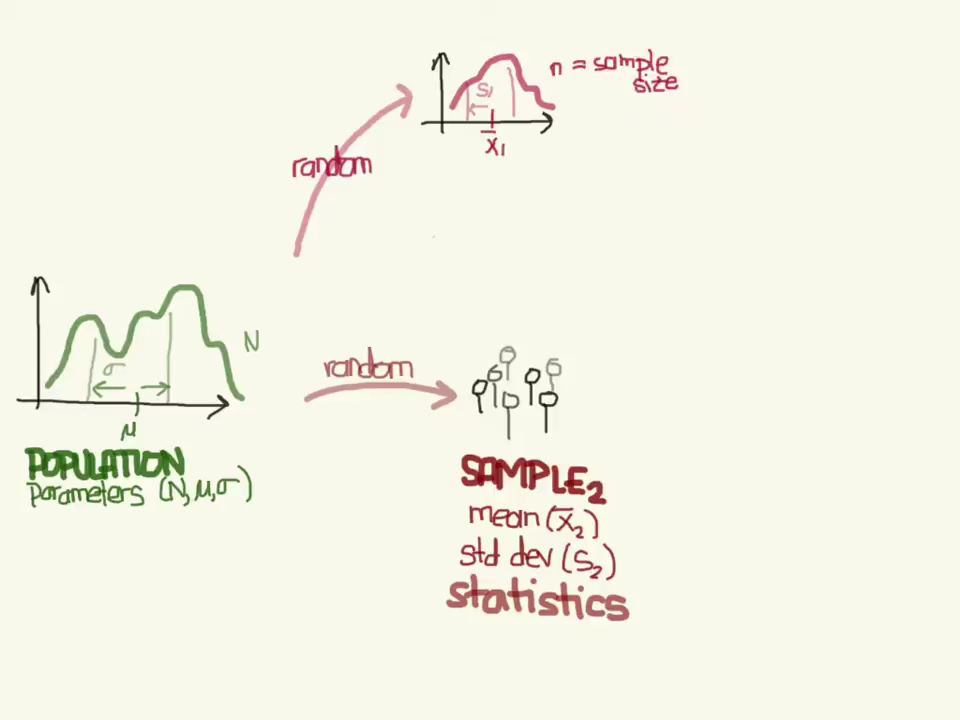 n = sample
size
S1
x̄1
random
N
σ
μ
random
POPULATION
parameters (N, μ, σ)
SAMPLE2
mean (x̄2)
std dev (S2)
statistics